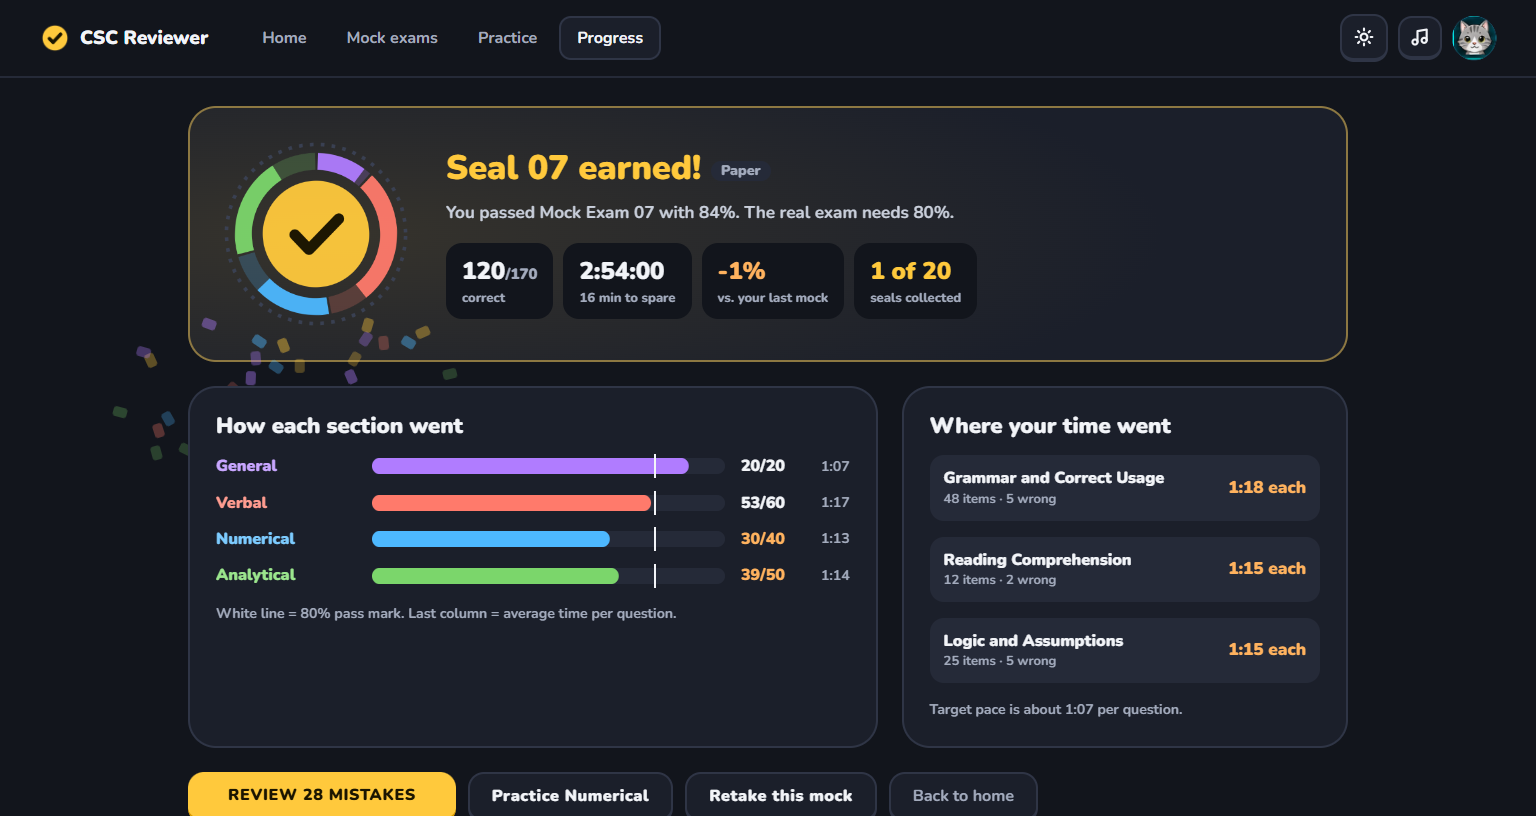 CSC Reviewer
Home
Mock exams
Practice
Progress
Seal 07 earned!
Paper
You passed Mock Exam 07 with 84%. The real exam needs 80%.
120/170
correct
2:54:00
16 min to spare
-1%
vs. your last mock
1 of 20
seals collected
How each section went
General 20/20 1:07
Verbal 53/60 1:17
Numerical 30/40 1:13
Analytical 39/50 1:14
White line = 80% pass mark. Last column = average time per question.
Where your time went
Grammar and Correct Usage
48 items · 5 wrong
1:18 each
Reading Comprehension
12 items · 2 wrong
1:15 each
Logic and Assumptions
25 items · 5 wrong
1:15 each
Target pace is about 1:07 per question.
REVIEW 28 MISTAKES
Practice Numerical
Retake this mock
Back to home